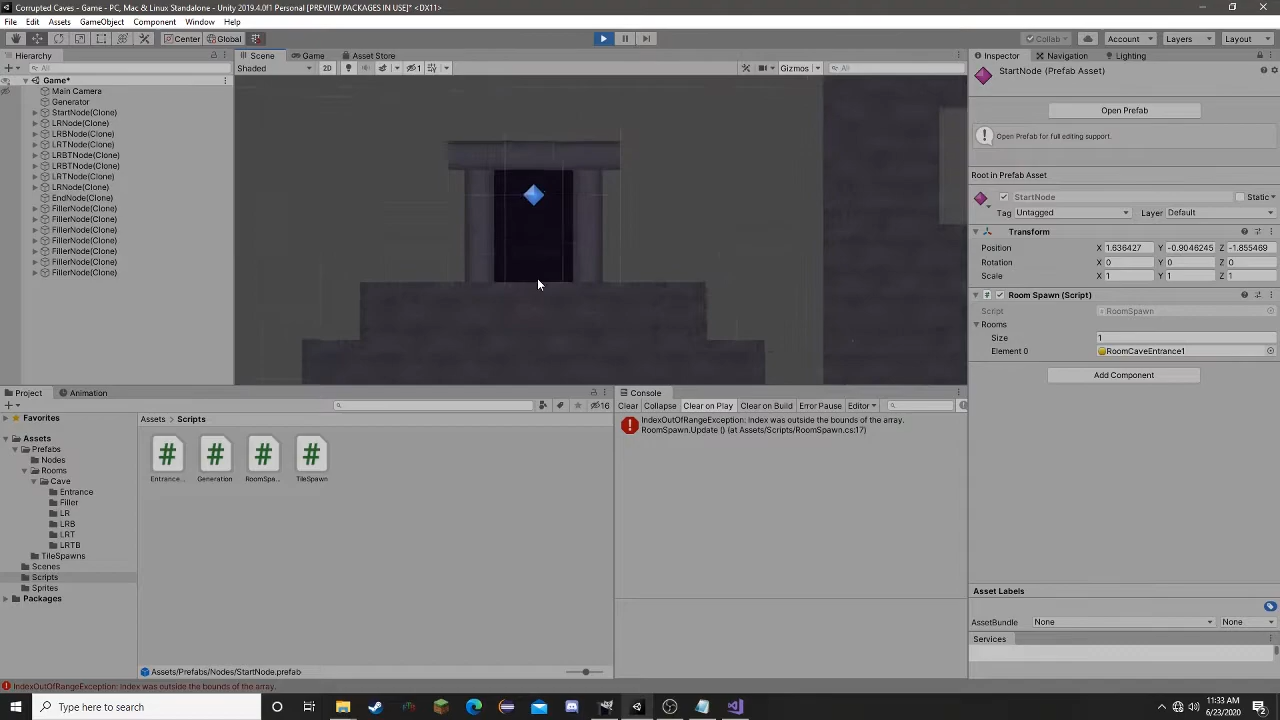 Corrupted Caves - Game - PC, Mac & Linux Standalone - Unity 2019.4.0f1 Personal [PREVIEW PACKAGES IN USE]* <DX11>
File Edit Assets GameObject Component Window Help
Center Global Collab Account Layers Layout
Hierarchy Scene Game Asset Store Inspector Navigation Lighting
All Shaded 2D 1 Gizmos All
Game*
Main Camera
Generator
StartNode(Clone)
LRNode(Clone)
LRBNode(Clone)
LRTNode(Clone)
LRBTNode(Clone)
LRBTNode(Clone)
LRTNode(Clone)
LRNode(Clone)
EndNode(Clone)
FillerNode(Clone)
FillerNode(Clone)
FillerNode(Clone)
FillerNode(Clone)
FillerNode(Clone)
FillerNode(Clone)
FillerNode(Clone)
StartNode (Prefab Asset)
Open Prefab
Open Prefab for full editing support.
Root in Prefab Asset
StartNode Static
Tag Untagged Layer Default
Transform
Position X 1.636427 Y -0.9046245 Z -1.855469
Rotation X 0 Y 0 Z 0
Scale X 1 Y 1 Z 1
Room Spawn (Script)
Script RoomSpawn
Rooms
Size 1
Element 0 RoomCaveEntrance1
Add Component
Asset Labels
AssetBundle None None
Services
Project Animation
16
Favorites
Assets
Prefabs
Nodes
Rooms
Cave
Entrance
Filler
LR
LRB
LRT
LRTB
TileSpawns
Scenes
Scripts
Sprites
Packages
Assets > Scripts
Entrance... Generation RoomSpa... TileSpawn
Assets/Prefabs/Nodes/StartNode.prefab
Console
Clear Collapse Clear on Play Clear on Build Error Pause Editor
IndexOutOfRangeException: Index was outside the bounds of the array.
RoomSpawn.Update () (at Assets/Scripts/RoomSpawn.cs:17)
IndexOutOfRangeException: Index was outside the bounds of the array.
Type here to search
11:33 AM
6/23/2020